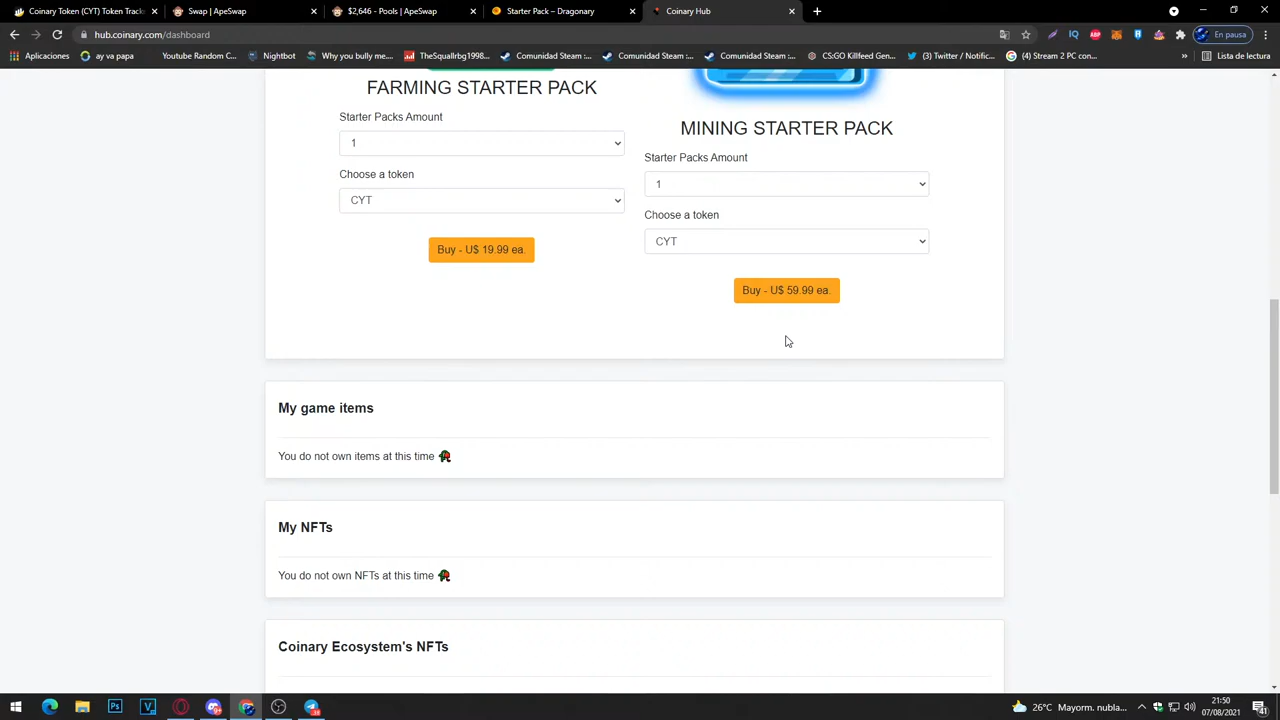 Coinary Token (CYT) Token Track
Swap | ApeSwap
$2,646 - Pools | ApeSwap
Starter Pack – Dragonary
Coinary Hub
hub.coinary.com/dashboard
En pausa
Aplicaciones
ay va papa
Youtube Random C...
Nightbot
Why you bully me:...
TheSquallrbg1998...
Comunidad Steam :...
Comunidad Steam :...
Comunidad Steam :...
CS:GO Killfeed Gen...
(3) Twitter / Notific...
(4) Stream 2 PC con...
»
Lista de lectura
FARMING STARTER PACK
Starter Packs Amount
1
Choose a token
CYT
Buy - U$ 19.99 ea.
MINING STARTER PACK
Starter Packs Amount
1
Choose a token
CYT
Buy - U$ 59.99 ea.
My game items
You do not own items at this time
My NFTs
You do not own NFTs at this time
Coinary Ecosystem's NFTs
26°C Mayorm. nubla...
21:50
07/08/2021